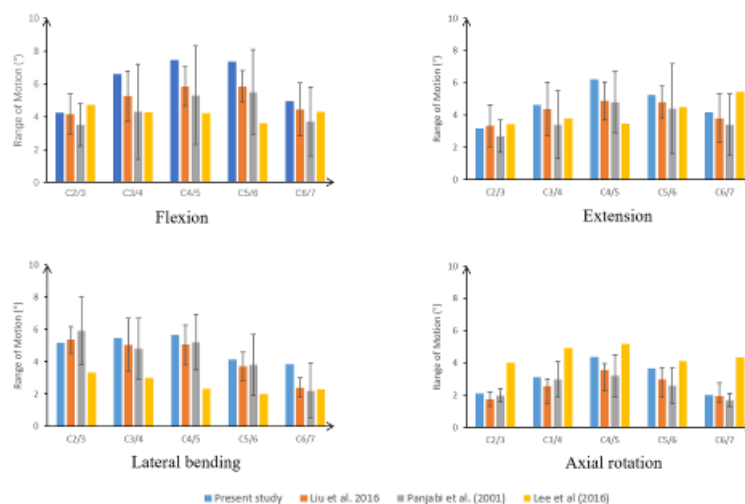 10
10
8
8
6
6
4
4
2
2
0
0
Range of Motion (°)
Range of Motion (°)
C2/3 C3/4 C4/5 C5/6 C6/7
C2/3 C3/4 C4/5 C5/6 C6/7
Flexion
Extension
10
10
8
8
6
6
4
4
2
2
0
0
Range of Motion (°)
Range of Motion (°)
C2/3 C3/4 C4/5 C5/6 C6/7
C2/3 C3/4 C4/5 C5/6 C6/7
Lateral bending
Axial rotation
Present study Liu et al. 2016 Panjabi et al. (2001) Lee et al (2016)